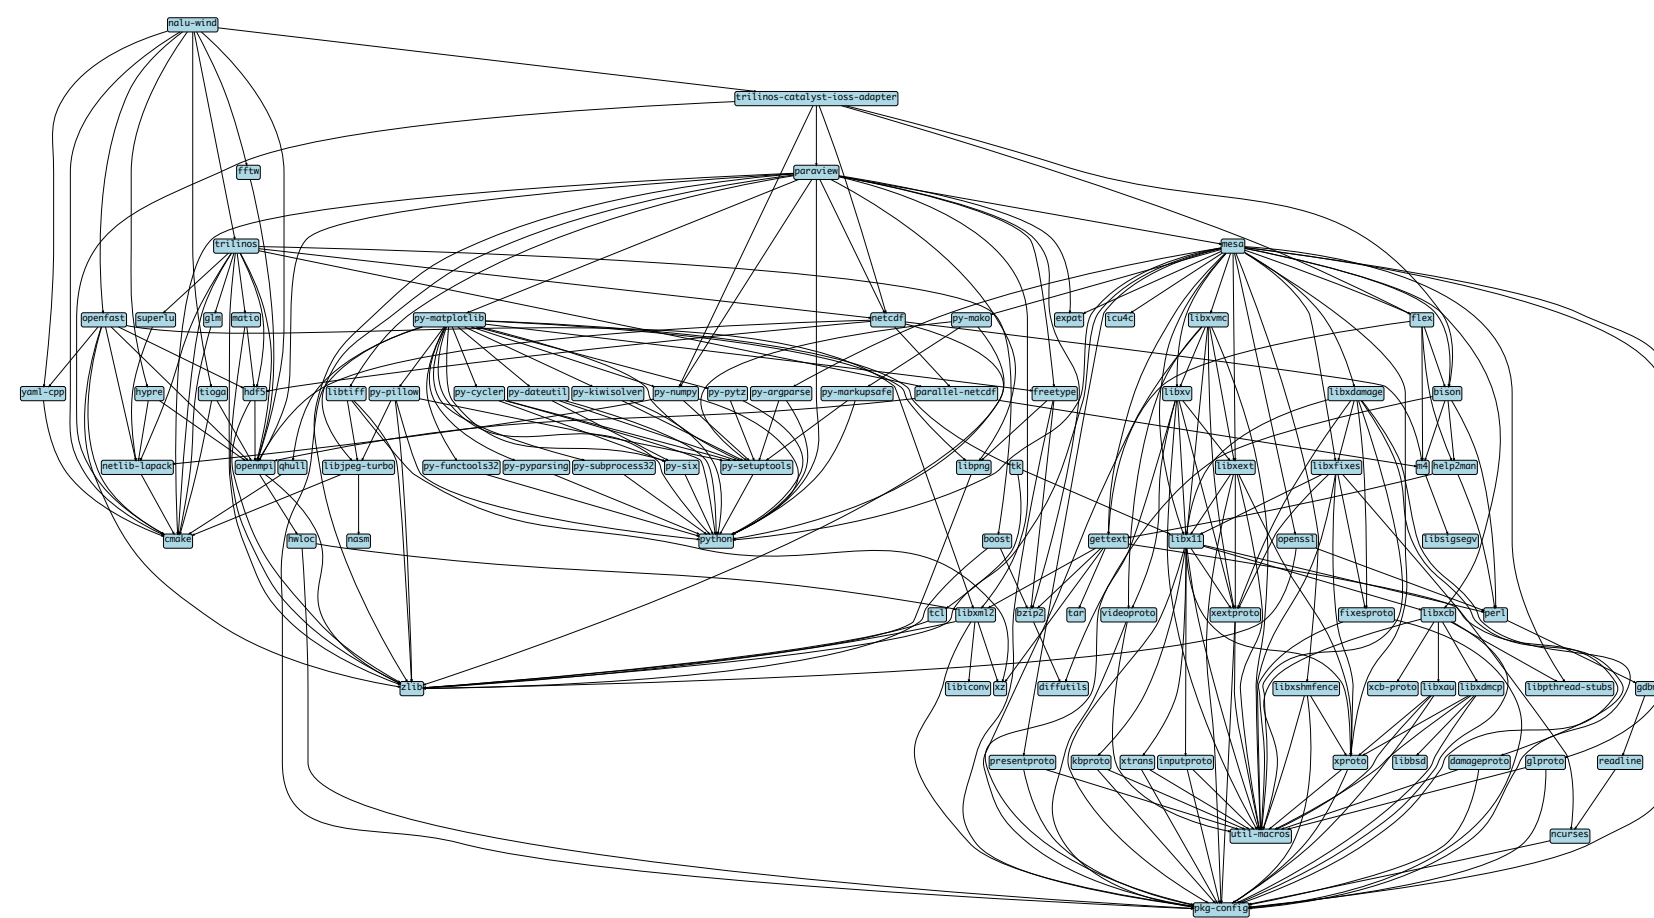 nalu-wind
trilinos-catalyst-ioss-adapter
fftw
paraview
trilinos
mesa
openfast
superlu
glm
matio
py-matplotlib
netcdf
py-mako
expat
icu4c
libxvmc
flex
yaml-cpp
hypre
tioga
hdf5
libtiff
py-pillow
py-cycler
py-dateutil
py-kiwisolver
py-numpy
py-pytz
py-argparse
py-markupsafe
parallel-netcdf
freetype
libxv
libxdamage
bison
netlib-lapack
openmpi
qhull
libjpeg-turbo
py-functools32
py-pyparsing
py-subprocess32
py-six
py-setuptools
libpng
tk
libxext
libxfixes
m4
help2man
cmake
hwloc
nasm
python
boost
gettext
libx11
openssl
libsigsegv
tcl
libxml2
bzip2
tar
videoproto
xextproto
fixesproto
libxcb
perl
zlib
libiconv
xz
diffutils
libxshmfence
xcb-proto
libxau
libxdmcp
libpthread-stubs
presentproto
kbproto
xtrans
inputproto
xproto
libbsd
damageproto
glproto
readline
util-macros
ncurses
pkg-config